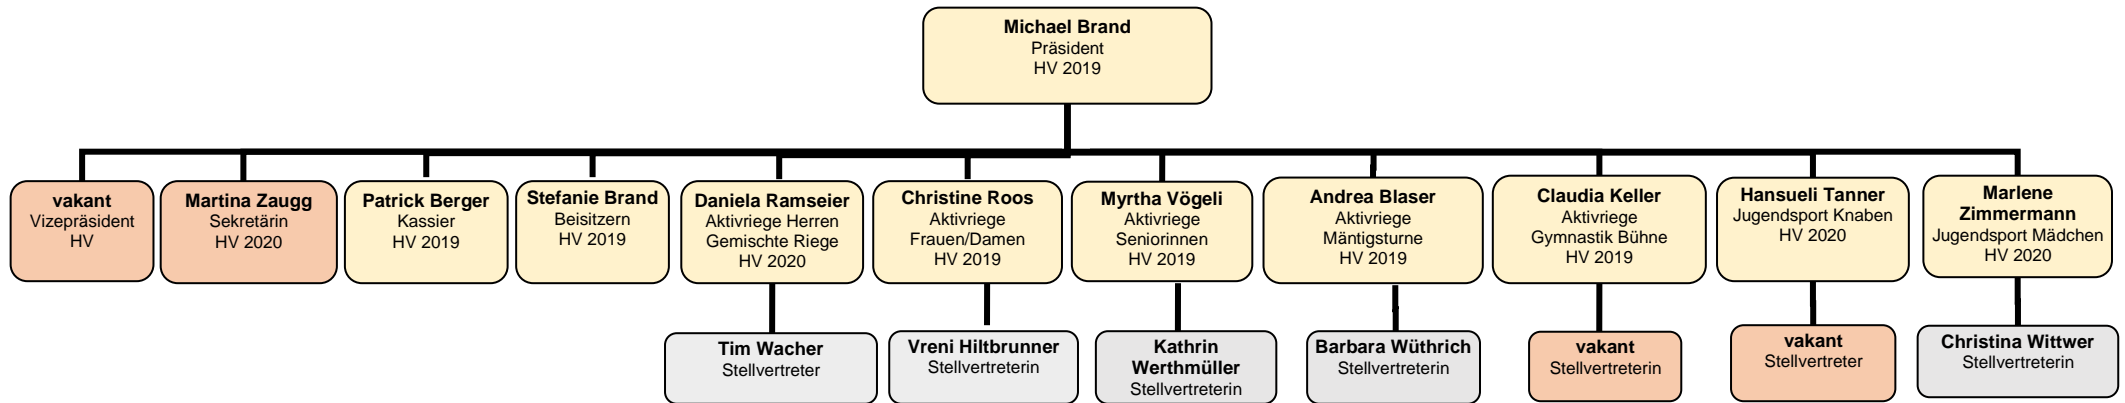 Michael Brand
Präsident
HV 2019
vakant
Vizepräsident
HV
Martina Zaugg
Sekretärin
HV 2020
Patrick Berger
Kassier
HV 2019
Stefanie Brand
Beisitzern
HV 2019
Daniela Ramseier
Aktivriege Herren
Gemischte Riege
HV 2020
Christine Roos
Aktivriege
Frauen/Damen
HV 2019
Myrtha Vögeli
Aktivriege
Seniorinnen
HV 2019
Andrea Blaser
Aktivriege
Mäntigsturne
HV 2019
Claudia Keller
Aktivriege
Gymnastik Bühne
HV 2019
Hansueli Tanner
Jugendsport Knaben
HV 2020
Marlene
Zimmermann
Jugendsport Mädchen
HV 2020
Tim Wacher
Stellvertreter
Vreni Hiltbrunner
Stellvertreterin
Kathrin
Werthmüller
Stellvertreterin
Barbara Wüthrich
Stellvertreterin
vakant
Stellvertreterin
vakant
Stellvertreter
Christina Wittwer
Stellvertreterin